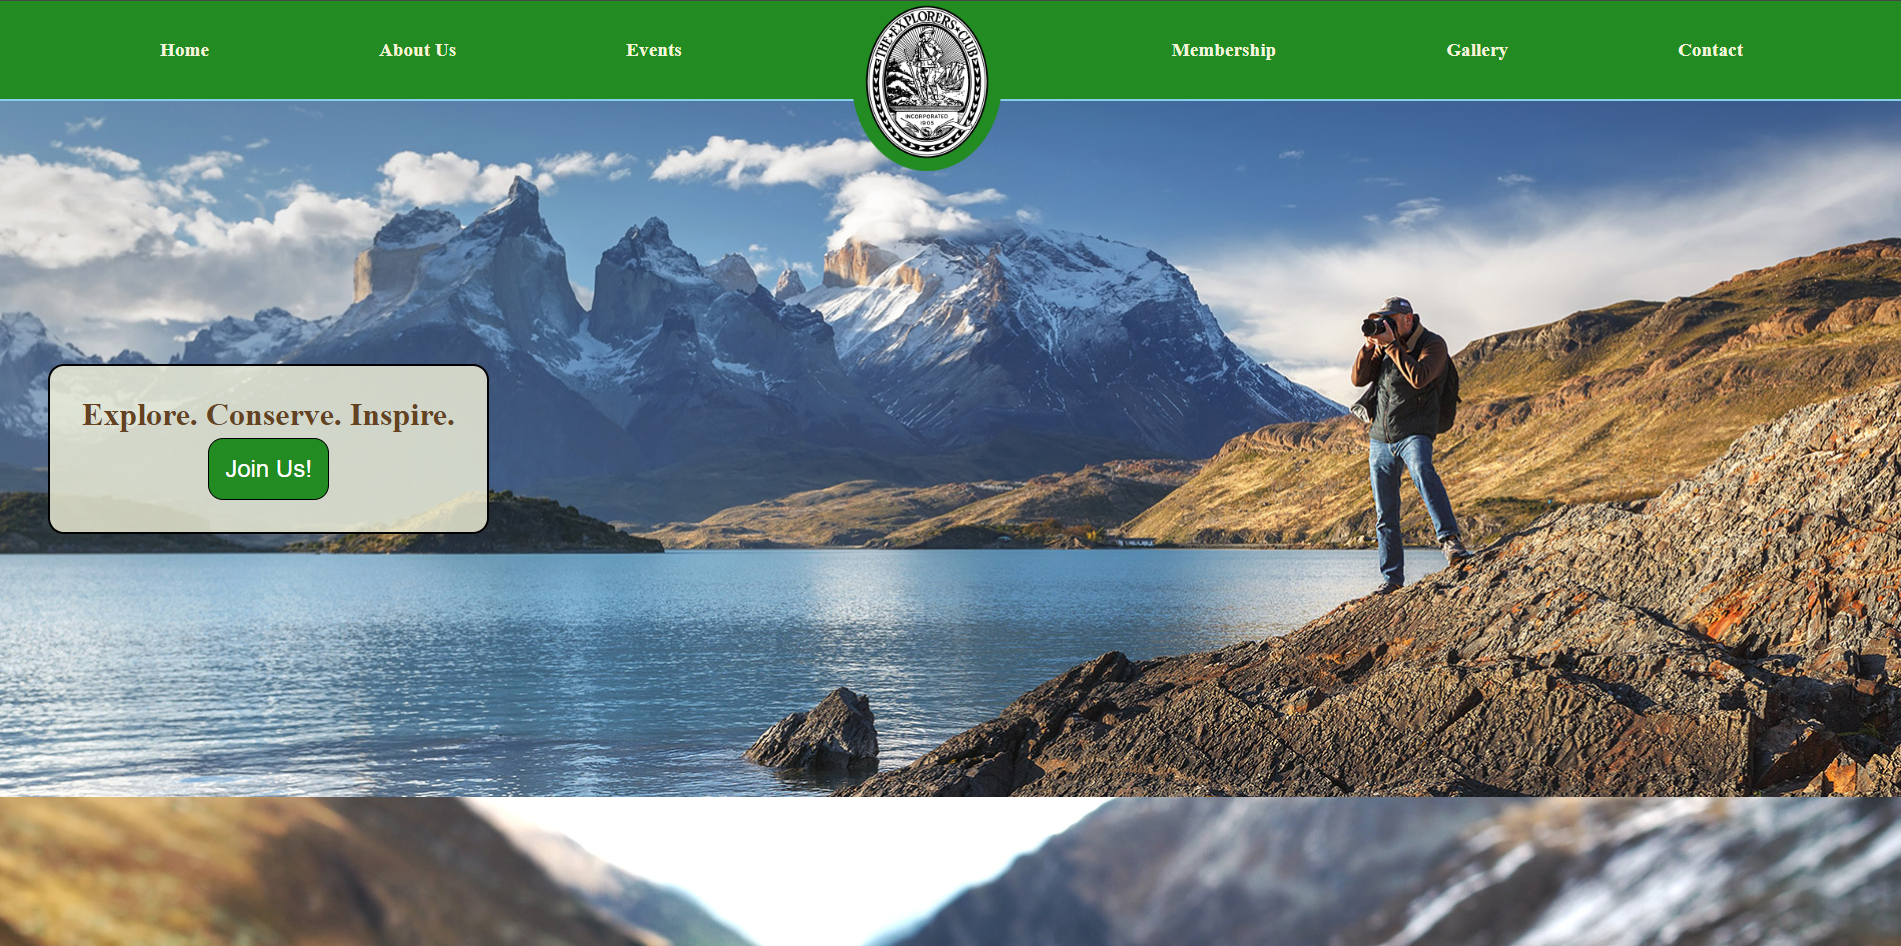 Home
About Us
Events
THE EXPLORERS CLUB
INCORPORATED
1905
Membership
Gallery
Contact
Explore. Conserve. Inspire.
Join Us!